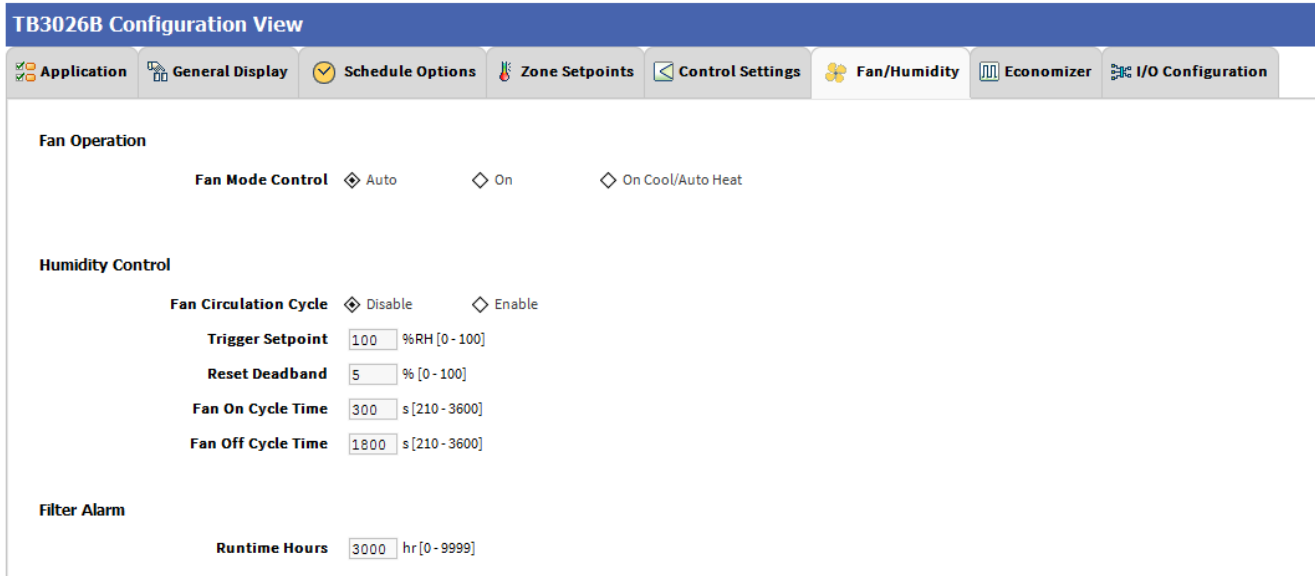 TB3026B Configuration View
Application General Display Schedule Options Zone Setpoints Control Settings Fan/Humidity Economizer I/O Configuration
Fan Operation
Fan Mode Control Auto On On Cool/Auto Heat
Humidity Control
Fan Circulation Cycle Disable Enable
Trigger Setpoint 100 %RH [0 - 100]
Reset Deadband 5 % [0 - 100]
Fan On Cycle Time 300 s [210 - 3600]
Fan Off Cycle Time 1800 s [210 - 3600]
Filter Alarm
Runtime Hours 3000 hr [0 - 9999]